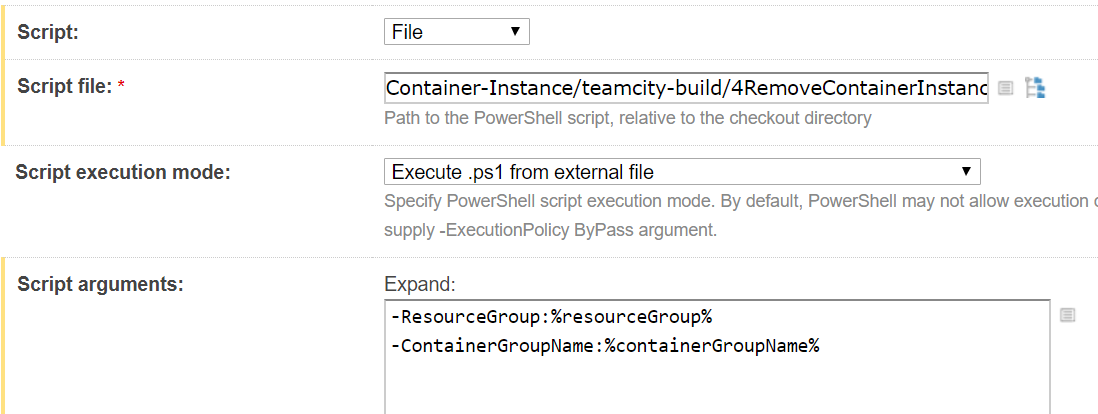 Script: File
Script file: * Container-Instance/teamcity-build/4RemoveContainerInstanc
Path to the PowerShell script, relative to the checkout directory
Script execution mode: Execute .ps1 from external file
Specify PowerShell script execution mode. By default, PowerShell may not allow execution
supply -ExecutionPolicy ByPass argument.
Script arguments: Expand:
-ResourceGroup:%resourceGroup%
-ContainerGroupName:%containerGroupName%